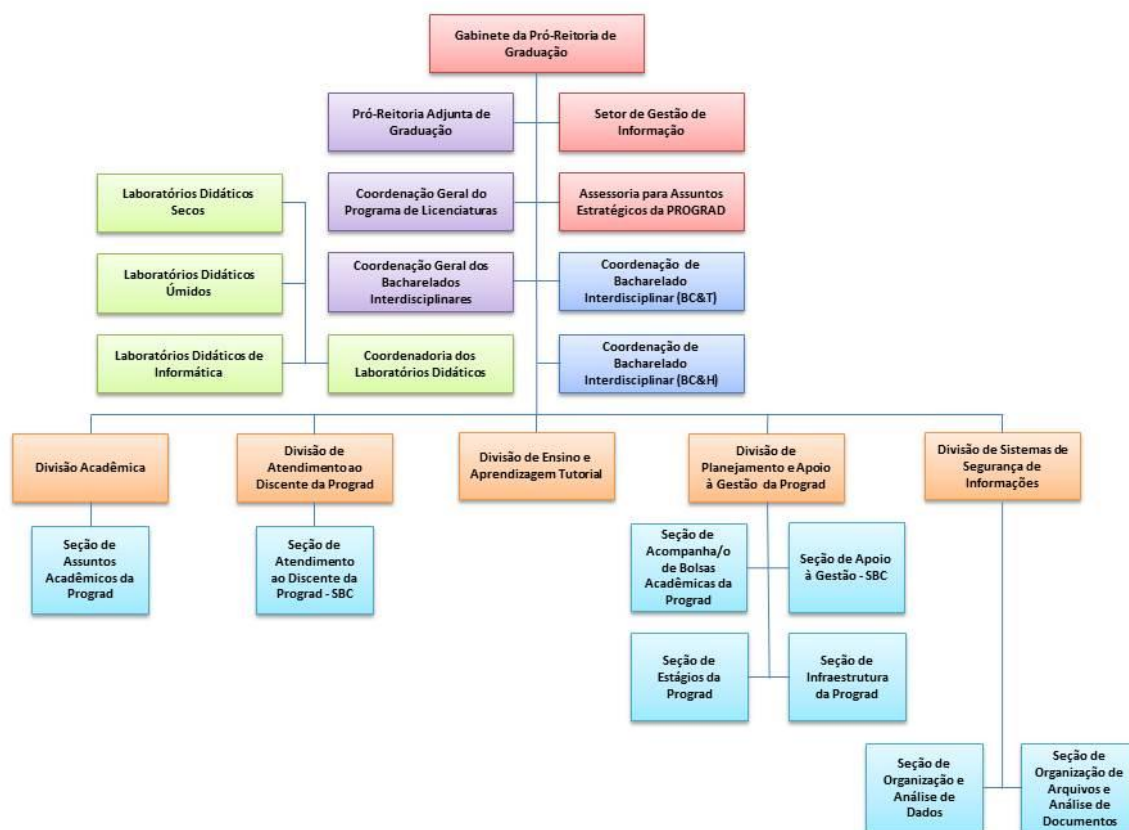 Gabinete da Pró-Reitoria de
Graduação
Pró-Reitoria Adjunta de
Graduação
Setor de Gestão de
Informação
Laboratórios Didáticos
Secos
Coordenação Geral do
Programa de Licenciaturas
Assessoria para Assuntos
Estratégicos da PROGRAD
Laboratórios Didáticos
Úmidos
Coordenação Geral dos
Bacharelados
Interdisciplinares
Coordenação de
Bacharelado
Interdisciplinar (BC&T)
Laboratórios Didáticos de
Informática
Coordenadoria dos
Laboratórios Didáticos
Coordenação de
Bacharelado
Interdisciplinar (BC&H)
Divisão Acadêmica
Divisão de
Atendimento ao
Discente da Prograd
Divisão de Ensino e
Aprendizagem Tutorial
Divisão de
Planejamento e Apoio
à Gestão da Prograd
Divisão de Sistemas de
Segurança de
Informações
Seção de
Assuntos
Acadêmicos da
Prograd
Seção de
Atendimento
ao Discente da
Prograd - SBC
Seção de
Acompanha/o
de Bolsas
Acadêmicas da
Prograd
Seção de Apoio
à Gestão - SBC
Seção de
Estágios da
Prograd
Seção de
Infraestrutura
da Prograd
Seção de
Organização e
Análise de
Dados
Seção de
Organização de
Arquivos e
Análise de
Documentos